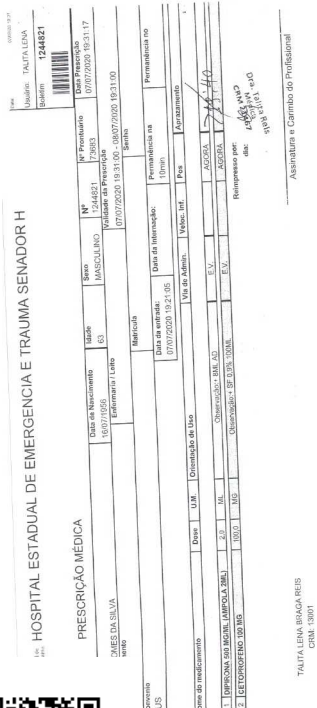 HOSPITAL ESTADUAL DE EMERGENCIA E TRAUMA SENADOR H
Usuário: TALITA LENA
Boletim
1244821
PRESCRIÇÃO MÉDICA
Data de Nascimento Idade Sexo Nº Nº Prontuário Data Prescrição
16/07/1956 63 MASCULINO 1244821 73683 07/07/2020 19:31:17
OMES DA SILVA
Enfermaria / Leito Validade da Prescrição
07/07/2020 19:31:00 - 08/07/2020 19:31:00
Matrícula Senha
Data da entrada: Data da Internação: Permanência na Permanência no
07/07/2020 19:21:05 10min
onvenio
US
ome do medicamento Dose U.M. Orientação de Uso Via de Admin. Veloc. Inf. Pos Aprazamento
1 DIPIRONA 500 MG/ML (AMPOLA 2ML) 2,0 ML Observação:+ 8ML AD E.V. AGORA
2 CETOPROFENO 100 MG 100,0 MG Observação:+ SF 0,9% 100ML E.V. AGORA
Reimpresso por:
dia:
TALITA LENA BRAGA REIS
CRM: 13001
Assinatura e Carimbo do Profissional